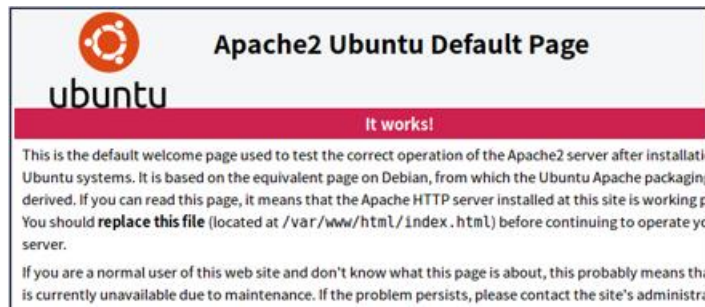 Apache2 Ubuntu Default Page
ubuntu
It works!
This is the default welcome page used to test the correct operation of the Apache2 server after
Ubuntu systems. It is based on the equivalent page on Debian, from which the Ubuntu Apache packaging
derived. If you can read this page, it means that the Apache HTTP server installed at this site is working
You should replace this file (located at /var/www/html/index.html) before continuing to operate
server.
If you are a normal user of this web site and don't know what this page is about, this probably means
is currently unavailable due to maintenance. If the problem persists, please contact the site's